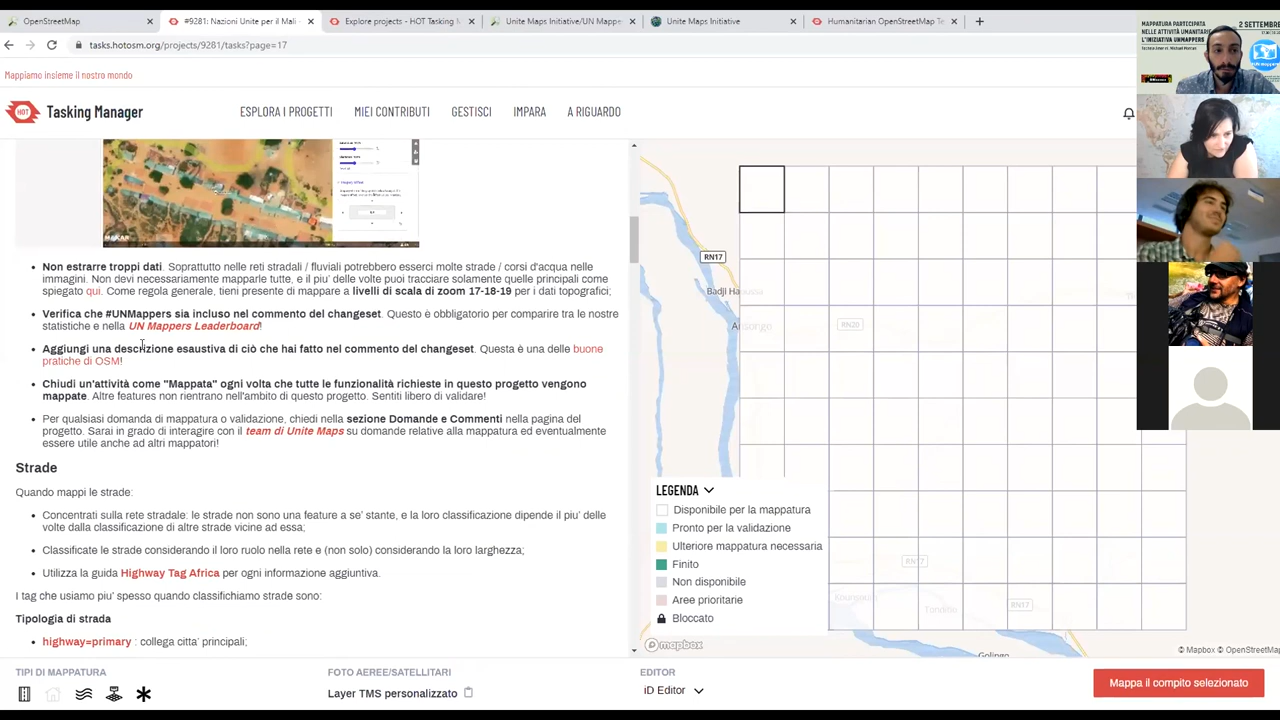 OpenStreetMap
#9281: Nazioni Unite per il Mali -
Explore projects - HOT Tasking M
Unite Maps Initiative/UN Mappe
Unite Maps Initiative
Humanitarian OpenStreetMap Te
tasks.hotosm.org/projects/9281/tasks?page=17
MAPPATURA PARTECIPATA
NELLE ATTIVITÀ UMANITARIE
L'INIZIATIVA UNMAPPERS
2 SETTEMBRE
Mappiamo insieme il nostro mondo
HOT Tasking Manager
ESPLORA I PROGETTI
MIEI CONTRIBUTI
GESTISCI
IMPARA
A RIGUARDO
Non estrarre troppi dati. Soprattutto nelle reti stradali / fluviali potrebbero esserci molte strade / corsi d'acqua nelle
immagini. Non devi necessariamente mapparle tutte, e il piu' delle volte puoi tracciare solamente quelle principali come
spiegato qui. Come regola generale, tieni presente di mappare a livelli di scala di zoom 17-18-19 per i dati topografici;
Verifica che #UNMappers sia incluso nel commento del changeset. Questo è obbligatorio per comparire tra le nostre
statistiche e nella UN Mappers Leaderboard!
Aggiungi una descrizione esaustiva di ciò che hai fatto nel commento del changeset. Questa è una delle buone
pratiche di OSM!
Chiudi un'attività come "Mappata" ogni volta che tutte le funzionalità richieste in questo progetto vengono
mappate. Altre features non rientrano nell'ambito di questo progetto. Sentiti libero di validare!
Per qualsiasi domanda di mappatura o validazione, chiedi nella sezione Domande e Commenti nella pagina del
progetto. Sarai in grado di interagire con il team di Unite Maps su domande relative alla mappatura ed eventualmente
essere utile anche ad altri mappatori!
Strade
Quando mappi le strade:
Concentrati sulla rete stradale: le strade non sono una feature a se' stante, e la loro classificazione dipende il piu' delle
volte dalla classificazione di altre strade vicine ad essa;
Classificate le strade considerando il loro ruolo nella rete e (non solo) considerando la loro larghezza;
Utilizza la guida Highway Tag Africa per ogni informazione aggiuntiva.
I tag che usiamo piu' spesso quando classifichiamo strade sono:
Tipologia di strada
highway=primary : collega citta' principali;
RN17
Badji Haoussa
Ansongo
RN20
RN17
RN17
Golingo
LEGENDA
Disponibile per la mappatura
Pronto per la validazione
Ulteriore mappatura necessaria
Finito
Non disponibile
Aree prioritarie
Bloccato
mapbox
© Mapbox © OpenStreetMap
TIPI DI MAPPATURA
FOTO AEREE/SATELLITARI
Layer TMS personalizzato
EDITOR
iD Editor
Mappa il compito selezionato